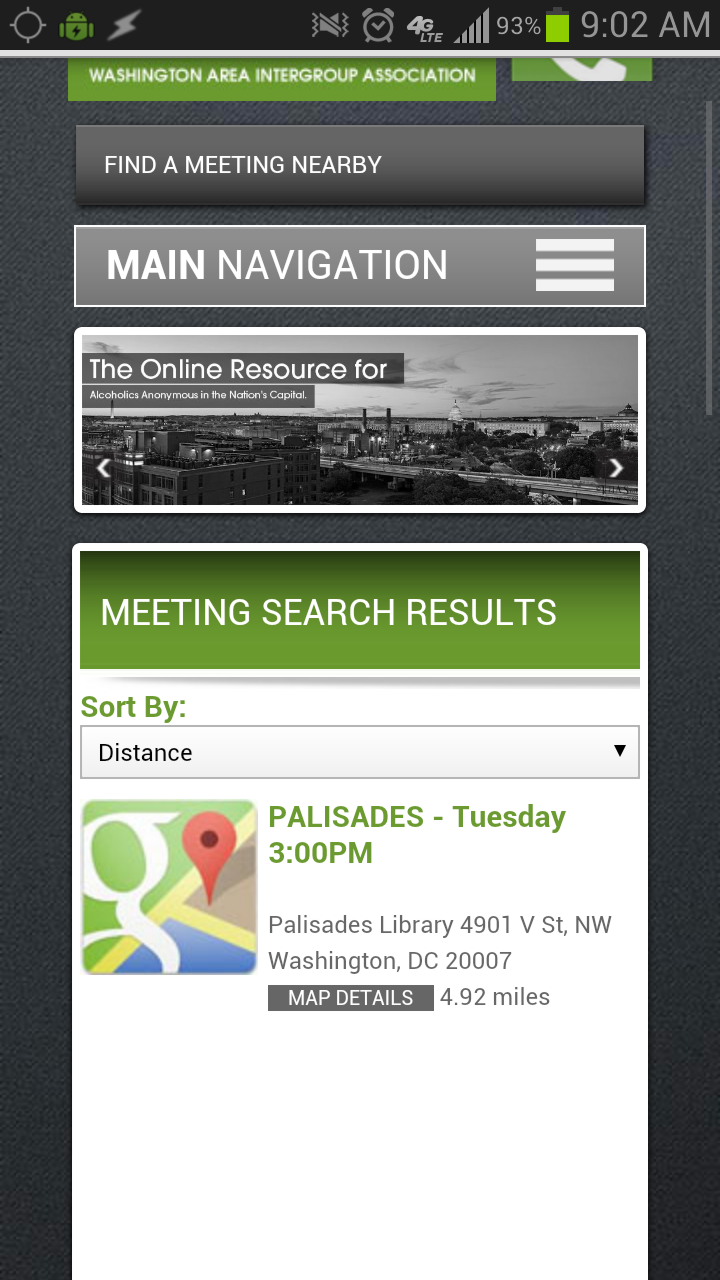 93% 9:02 AM
4G LTE
WASHINGTON AREA INTERGROUP ASSOCIATION
FIND A MEETING NEARBY
MAIN NAVIGATION
The Online Resource for
Alcoholics Anonymous in the Nation's Capital.
MEETING SEARCH RESULTS
Sort By:
Distance
PALISADES - Tuesday
3:00PM
Palisades Library 4901 V St, NW
Washington, DC 20007
MAP DETAILS 4.92 miles